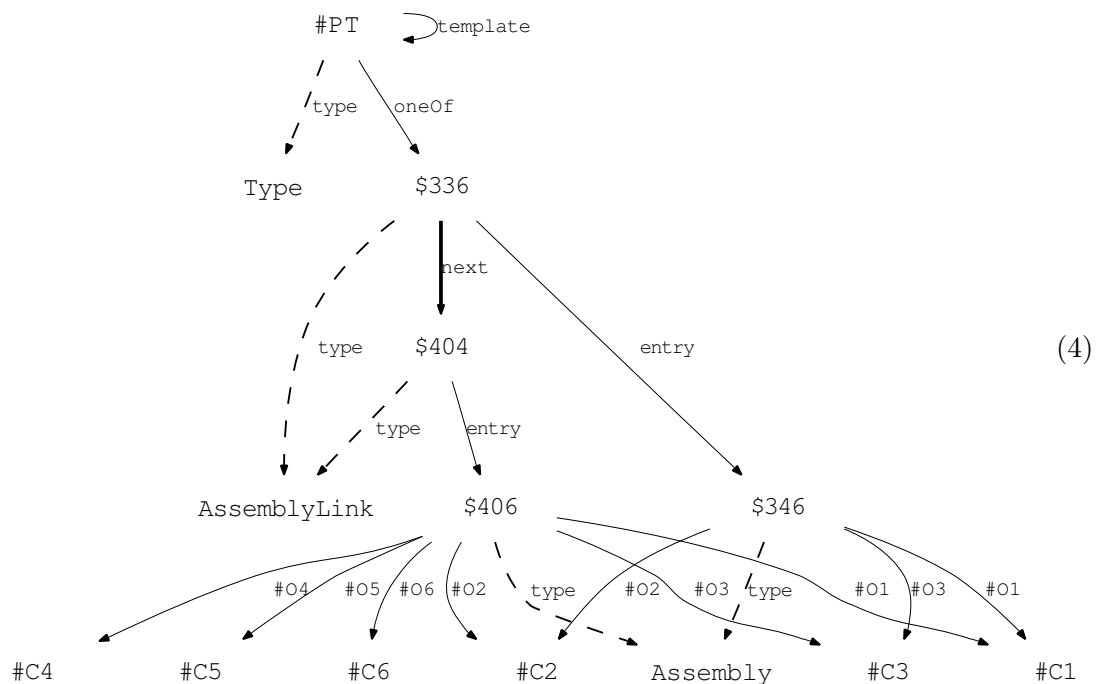 #PT
template
type oneOf
Type $336
next
type $404 entry
(4)
type entry
AssemblyLink $406 $346
#O4 #O5 #O6 #O2 type #O2 #O3 type #O1 #O3 #O1
#C4 #C5 #C6 #C2 Assembly #C3 #C1